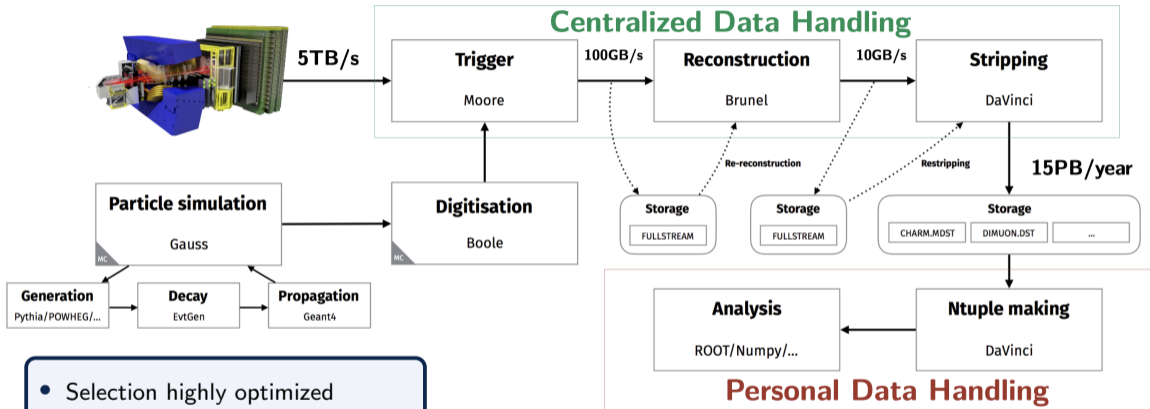 Centralized Data Handling
5TB/s
Trigger
Moore
100GB/s
Reconstruction
Brunel
10GB/s
Stripping
DaVinci
Re-reconstruction
Restripping
15PB/year
Particle simulation
Gauss
MC
Digitisation
Boole
MC
Storage
FULLSTREAM
Storage
FULLSTREAM
Storage
CHARM.MDST
DIMUON.DST
...
Generation
Pythia/POWHEG/...
Decay
EvtGen
Propagation
Geant4
Analysis
ROOT/Numpy/...
Ntuple making
DaVinci
Personal Data Handling
• Selection highly optimized